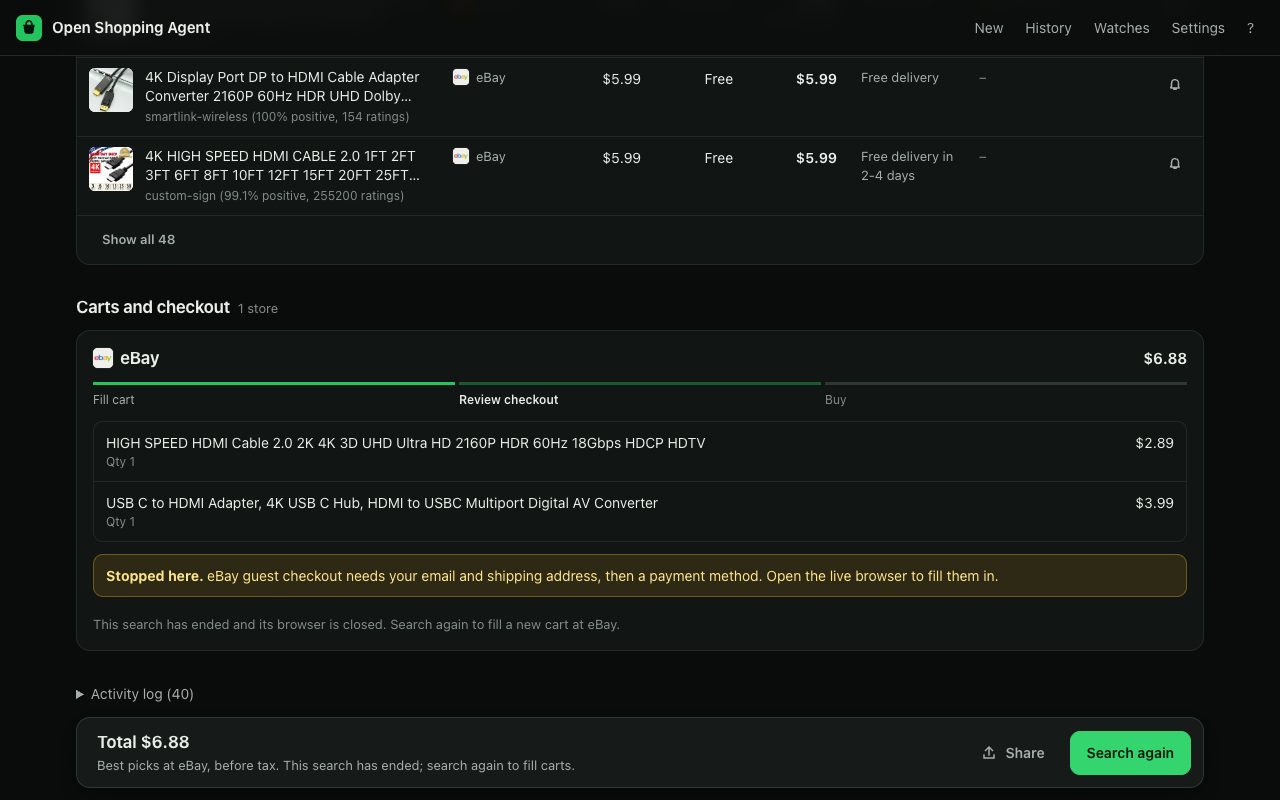 Open Shopping Agent
New
History
Watches
Settings
?
4K Display Port DP to HDMI Cable Adapter
Converter 2160P 60Hz HDR UHD Dolby...
smartlink-wireless (100% positive, 154 ratings)
ebay
eBay
$5.99
Free
$5.99
Free delivery
–
4K HIGH SPEED HDMI CABLE 2.0 1FT 2FT
3FT 6FT 8FT 10FT 12FT 15FT 20FT 25FT...
custom-sign (99.1% positive, 255200 ratings)
4K
ebay
eBay
$5.99
Free
$5.99
Free delivery in
2-4 days
–
Show all 48
Carts and checkout
1 store
ebay
eBay
$6.88
Fill cart
Review checkout
Buy
HIGH SPEED HDMI Cable 2.0 2K 4K 3D UHD Ultra HD 2160P HDR 60Hz 18Gbps HDCP HDTV
$2.89
Qty 1
USB C to HDMI Adapter, 4K USB C Hub, HDMI to USBC Multiport Digital AV Converter
$3.99
Qty 1
Stopped here. eBay guest checkout needs your email and shipping address, then a payment method. Open the live browser to fill them in.
This search has ended and its browser is closed. Search again to fill a new cart at eBay.
Activity log (40)
Total $6.88
Best picks at eBay, before tax. This search has ended; search again to fill carts.
Share
Search again